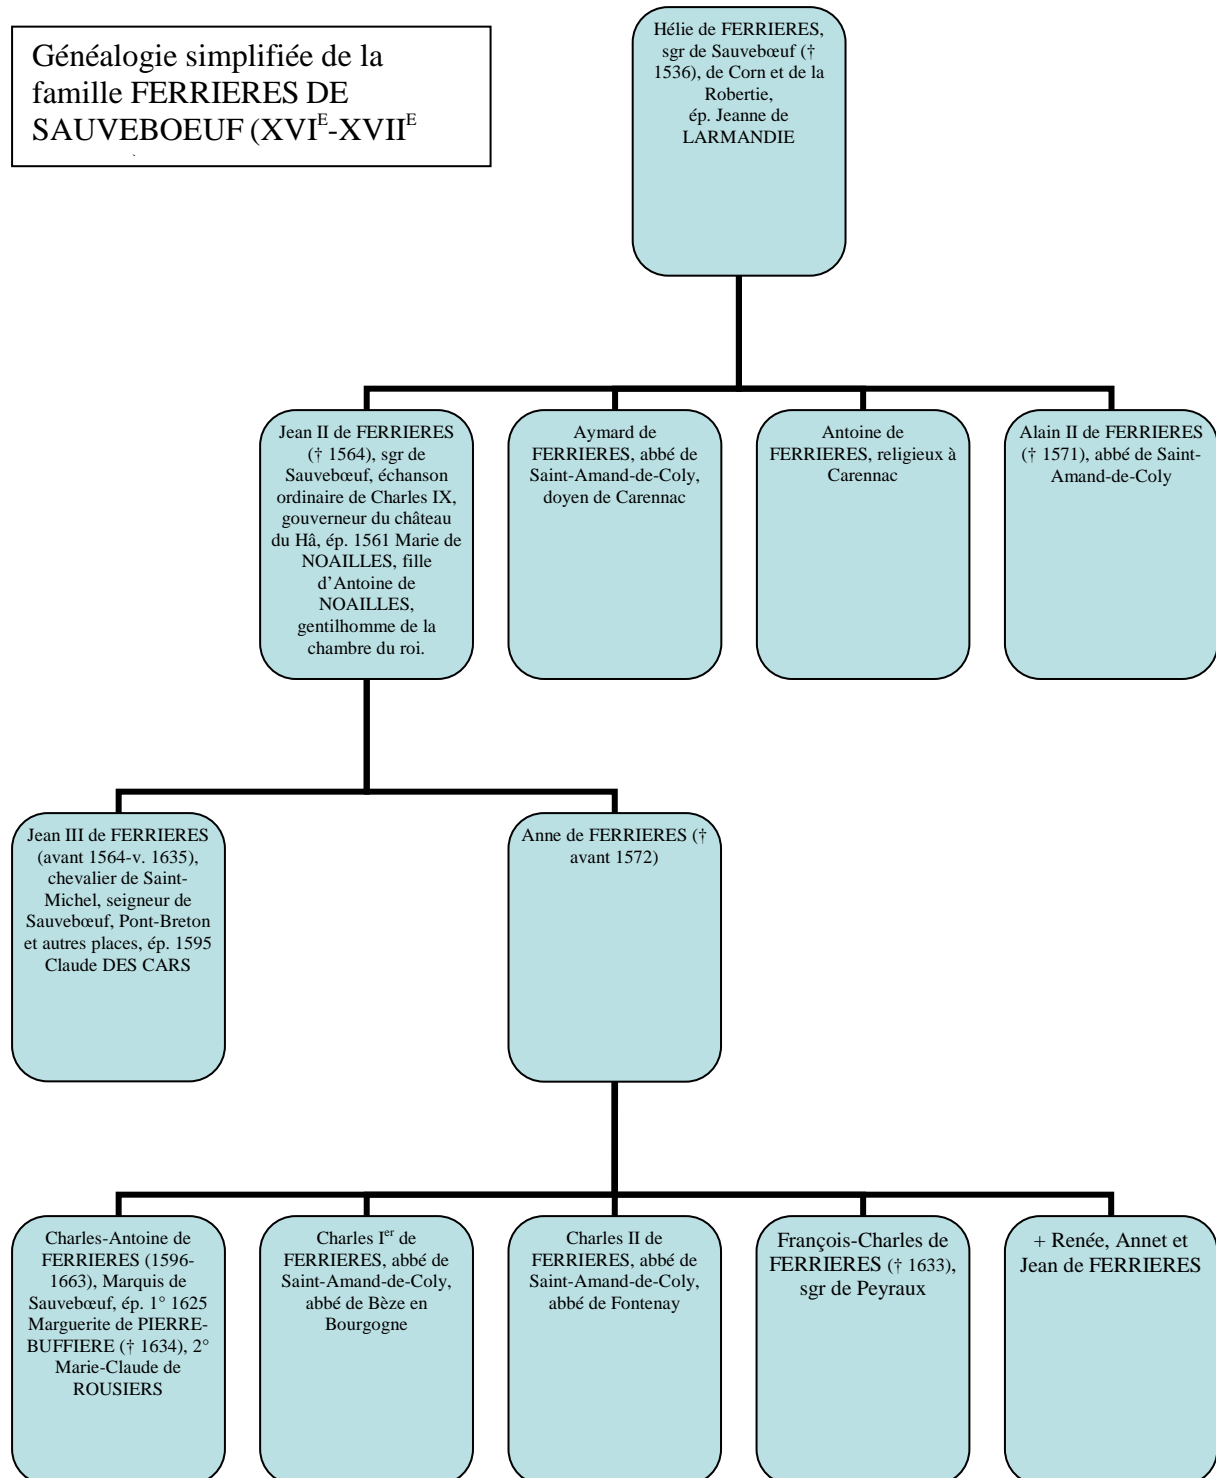 Généalogie simplifiée de la
famille FERRIERES DE
SAUVEBOEUF (XVIE-XVIIE
Hélie de FERRIERES,
sgr de Sauvebœuf (†
1536), de Corn et de la
Robertie,
ép. Jeanne de
LARMANDIE
Jean II de FERRIERES
(† 1564), sgr de
Sauvebœuf, échanson
ordinaire de Charles IX,
gouverneur du château
du Hâ, ép. 1561 Marie de
NOAILLES, fille
d’Antoine de
NOAILLES,
gentilhomme de la
chambre du roi.
Aymard de
FERRIERES, abbé de
Saint-Amand-de-Coly,
doyen de Carennac
Antoine de
FERRIERES, religieux à
Carennac
Alain II de FERRIERES
(† 1571), abbé de Saint-
Amand-de-Coly
Jean III de FERRIERES
(avant 1564-v. 1635),
chevalier de Saint-
Michel, seigneur de
Sauvebœuf, Pont-Breton
et autres places, ép. 1595
Claude DES CARS
Anne de FERRIERES (†
avant 1572)
Charles-Antoine de
FERRIERES (1596-
1663), Marquis de
Sauvebœuf, ép. 1° 1625
Marguerite de PIERRE-
BUFFIERE († 1634), 2°
Marie-Claude de
ROUSIERS
Charles Ier de
FERRIERES, abbé de
Saint-Amand-de-Coly,
abbé de Bèze en
Bourgogne
Charles II de
FERRIERES, abbé de
Saint-Amand-de-Coly,
abbé de Fontenay
François-Charles de
FERRIERES († 1633),
sgr de Peyraux
+ Renée, Annet et
Jean de FERRIERES